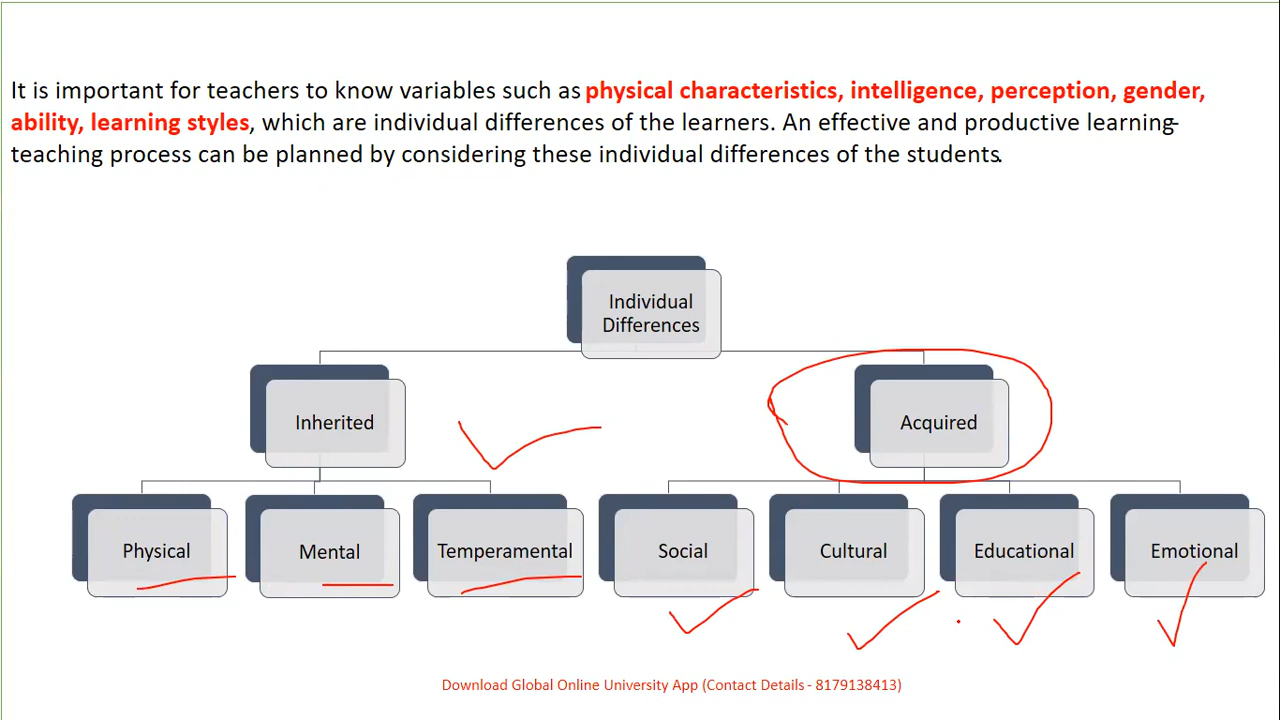 It is important for teachers to know variables such as physical characteristics, intelligence, perception, gender,
ability, learning styles, which are individual differences of the learners. An effective and productive learning-
teaching process can be planned by considering these individual differences of the students.
Individual
Differences
Inherited
Acquired
Physical
Mental
Temperamental
Social
Cultural
Educational
Emotional
Download Global Online University App (Contact Details - 8179138413)